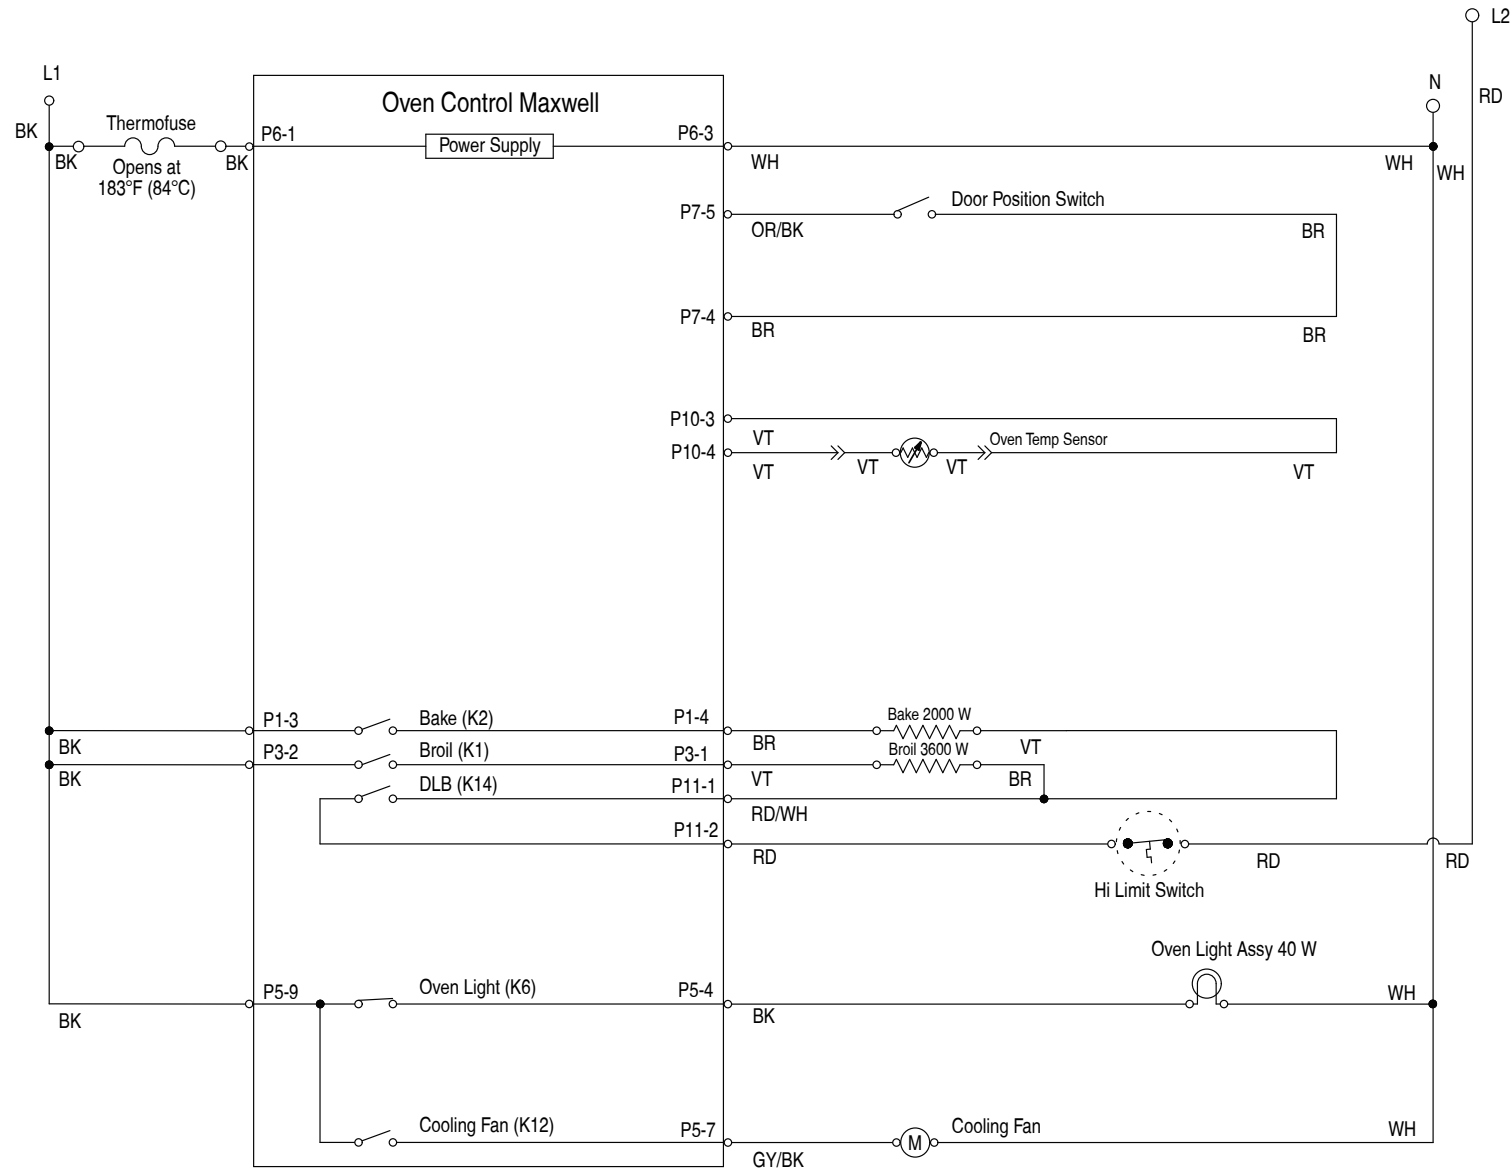 L2
L1
N
RD
Oven Control Maxwell
BK
Thermofuse
P6-1
Power Supply
P6-3
BK
Opens at
183°F (84°C)
BK
WH
WH
WH
P7-5
Door Position Switch
OR/BK
BR
P7-4
BR
BR
P10-3
VT
Oven Temp Sensor
P10-4
VT
VT
VT
VT
P1-3
Bake (K2)
P1-4
Bake 2000 W
BK
BR
VT
P3-2
Broil (K1)
P3-1
Broil 3600 W
BK
VT
BR
DLB (K14)
P11-1
RD/WH
P11-2
RD
RD
RD
Hi Limit Switch
Oven Light Assy 40 W
P5-9
Oven Light (K6)
P5-4
WH
BK
BK
Cooling Fan (K12)
P5-7
M
Cooling Fan
WH
GY/BK